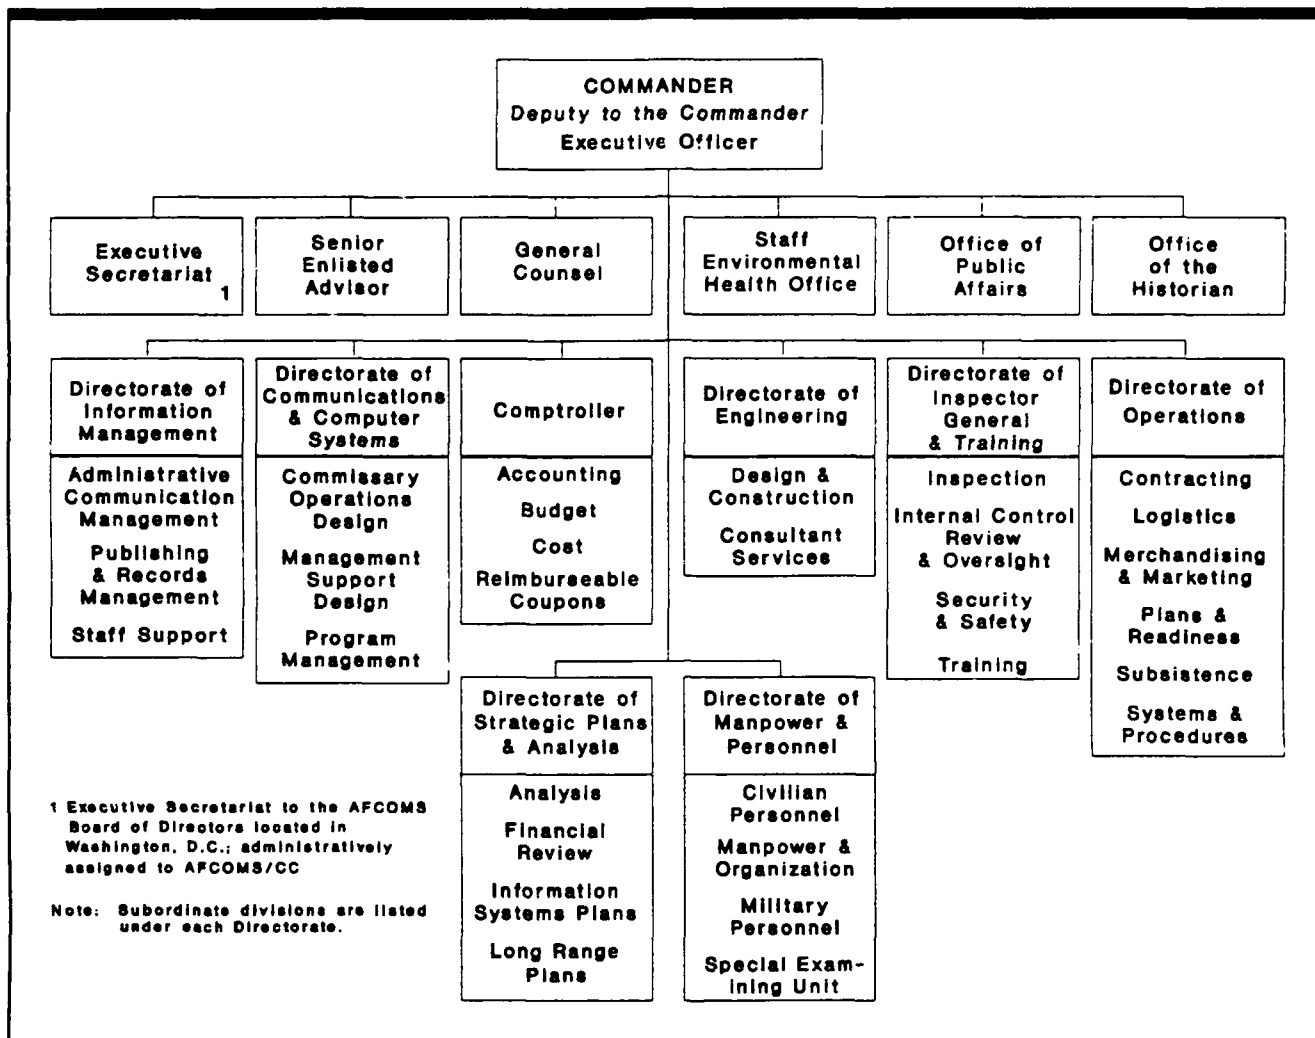 COMMANDER
Deputy to the Commander
Executive Officer
Executive
Secretariat
1
Senior
Enlisted
Advisor
General
Counsel
Staff
Environmental
Health Office
Office of
Public
Affairs
Office
of the
Historian
Directorate of
Information
Management
Administrative
Communication
Management
Publishing
& Records
Management
Staff Support
Directorate of
Communications
& Computer
Systems
Commissary
Operations
Design
Management
Support
Design
Program
Management
Comptroller
Accounting
Budget
Cost
Reimburseable
Coupons
Directorate of
Engineering
Design &
Construction
Consultant
Services
Directorate of
Inspector
General
& Training
Inspection
Internal Control
Review
& Oversight
Security
& Safety
Training
Directorate of
Operations
Contracting
Logistics
Merchandising
& Marketing
Plans &
Readiness
Subsistence
Systems &
Procedures
Directorate of
Strategic Plans
& Analysis
Analysis
Financial
Review
Information
Systems Plans
Long Range
Plans
Directorate of
Manpower &
Personnel
Civilian
Personnel
Manpower &
Organization
Military
Personnel
Special Exam-
ining Unit
1 Executive Secretariat to the AFCOMS
Board of Directors located in
Washington, D.C.; administratively
assigned to AFCOMS/CC
Note: Subordinate divisions are listed
under each Directorate.